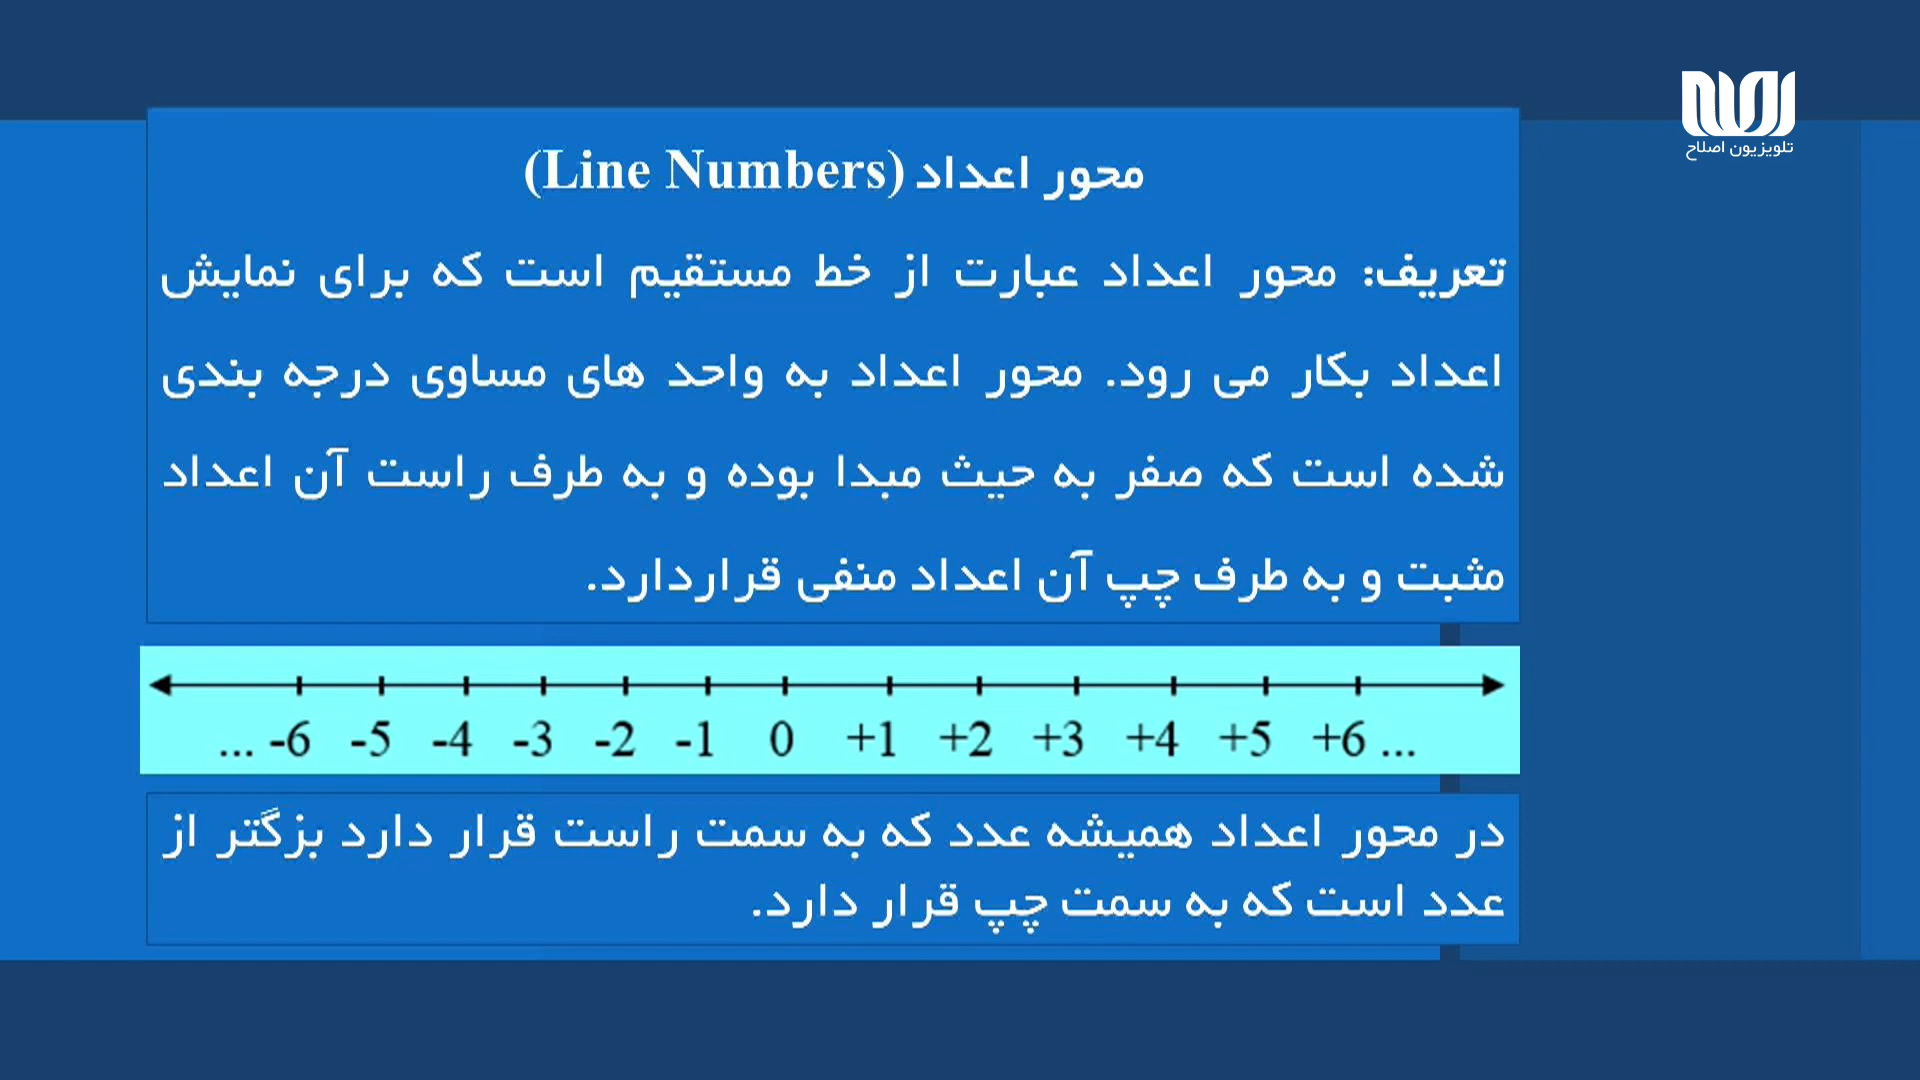 تلویزیون اصلاح
محور اعداد (Line Numbers)
تعریف: محور اعداد عبارت از خط مستقیم است که برای نمایش
اعداد بکار می رود. محور اعداد به واحد های مساوی درجه بندی
شده است که صفر به حیث مبدا بوده و به طرف راست آن اعداد
مثبت و به طرف چپ آن اعداد منفی قراردارد.
... -6 -5 -4 -3 -2 -1 0 +1 +2 +3 +4 +5 +6 ...
در محور اعداد همیشه عدد که به سمت راست قرار دارد بزگتر از
عدد است که به سمت چپ قرار دارد.